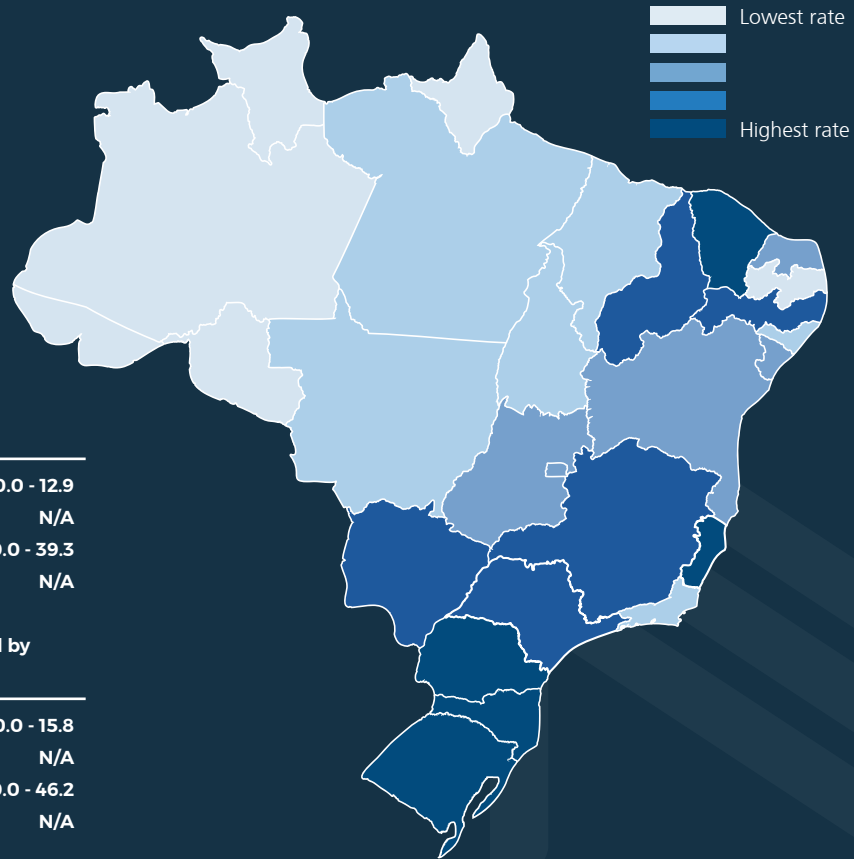 Lowest rate
Highest rate
0.0 - 12.9
N/A
0.0 - 39.3
N/A
by
0.0 - 15.8
N/A
0.0 - 46.2
N/A